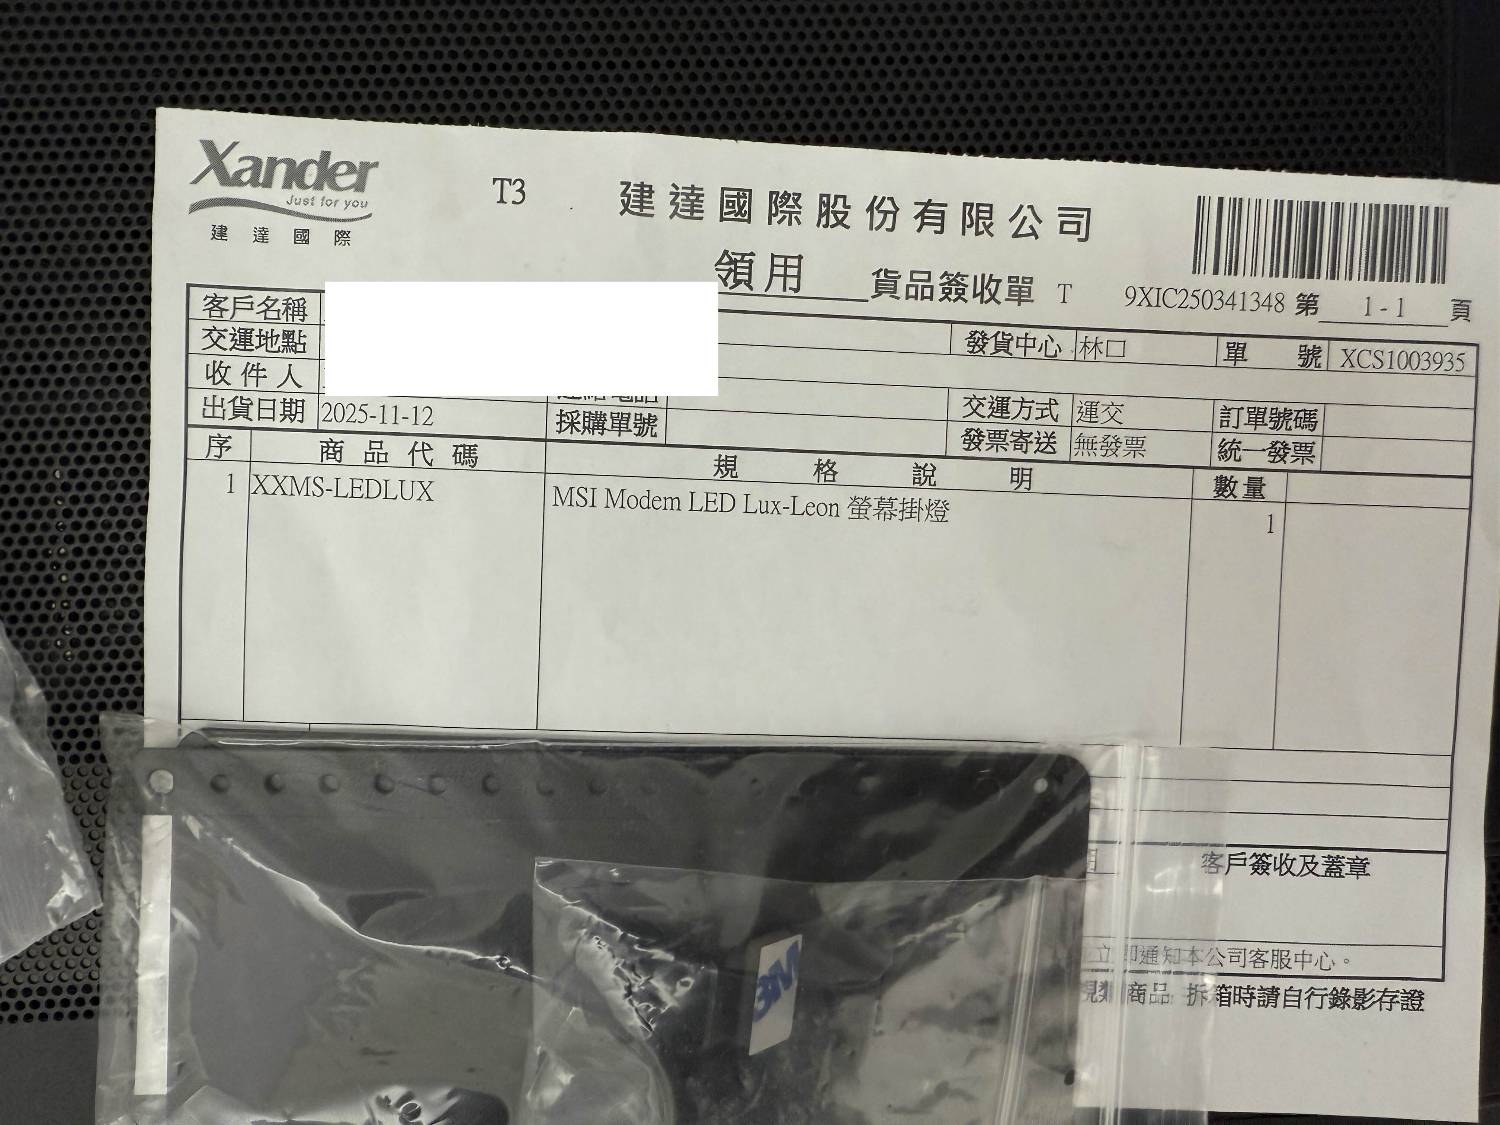 Xander
Just for you
建達國際
T3
建達國際股份有限公司
領用 貨品簽收單 T
9XIC250341348 第 1 - 1 頁
客戶名稱
交運地點 發貨中心 林口 單 號 XCS1003935
收件人
出貨日期 2025-11-12 採購單號 交運方式 運交 訂單號碼
發票寄送 無發票 統一發票
序 商品代碼 規格說明 數量
1 XXMS-LEDLUX MSI Modem LED Lux-Leon 螢幕掛燈 1
客戶簽收及蓋章
立即通知本公司客服中心。
視類商品 拆箱時請自行錄影存證
3M